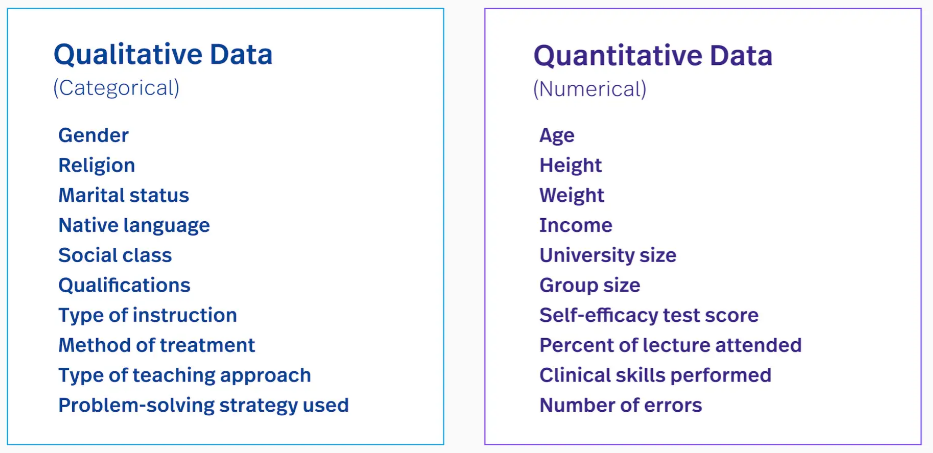 Qualitative Data
(Categorical)
Gender
Religion
Marital status
Native language
Social class
Qualifications
Type of instruction
Method of treatment
Type of teaching approach
Problem-solving strategy used
Quantitative Data
(Numerical)
Age
Height
Weight
Income
University size
Group size
Self-efficacy test score
Percent of lecture attended
Clinical skills performed
Number of errors